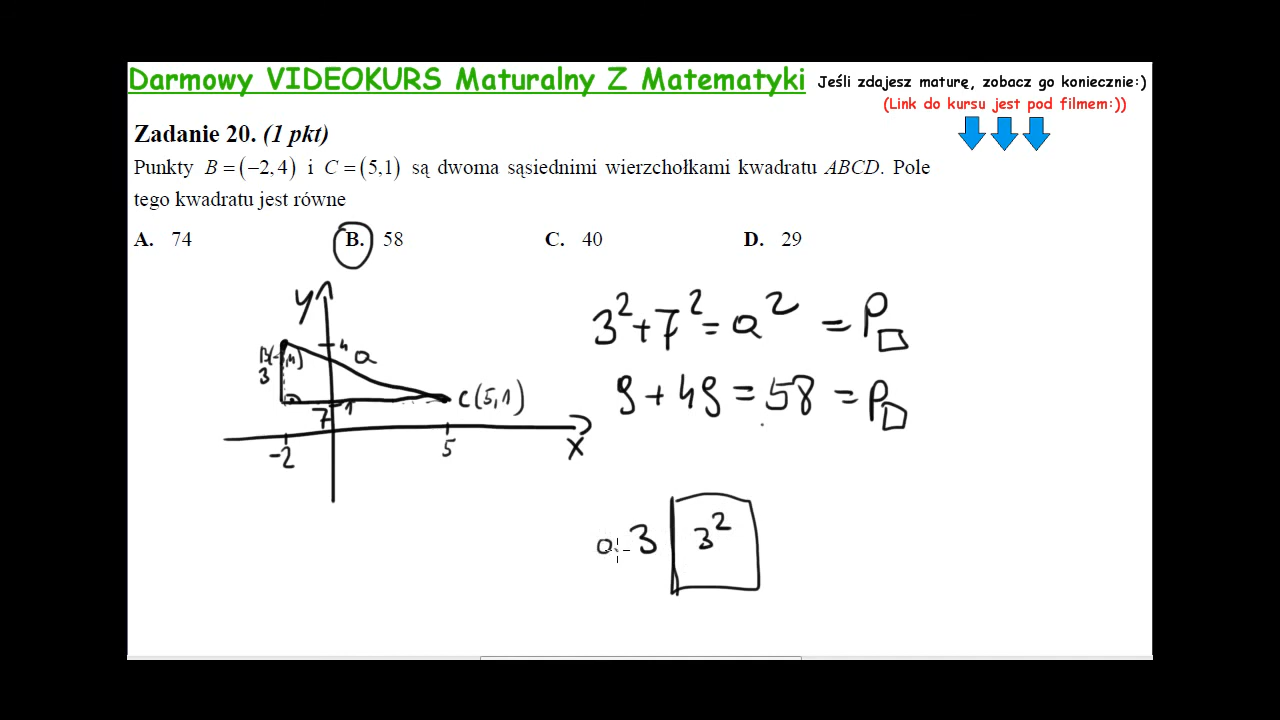 Darmowy VIDEOKURS Maturalny Z Matematyki Jeśli zdajesz maturę, zobacz go koniecznie:)
(Link do kursu jest pod filmem:))
Zadanie 20. (1 pkt)
Punkty B = (−2, 4) i C = (5,1) są dwoma sąsiednimi wierzchołkami kwadratu ABCD. Pole
tego kwadratu jest równe
A. 74 B. 58 C. 40 D. 29
y
4
a
3
C(5,1)
7
1
-2
5
x
3² + 7² = a² = P□
9 + 49 = 58 = P□
a 3
3²